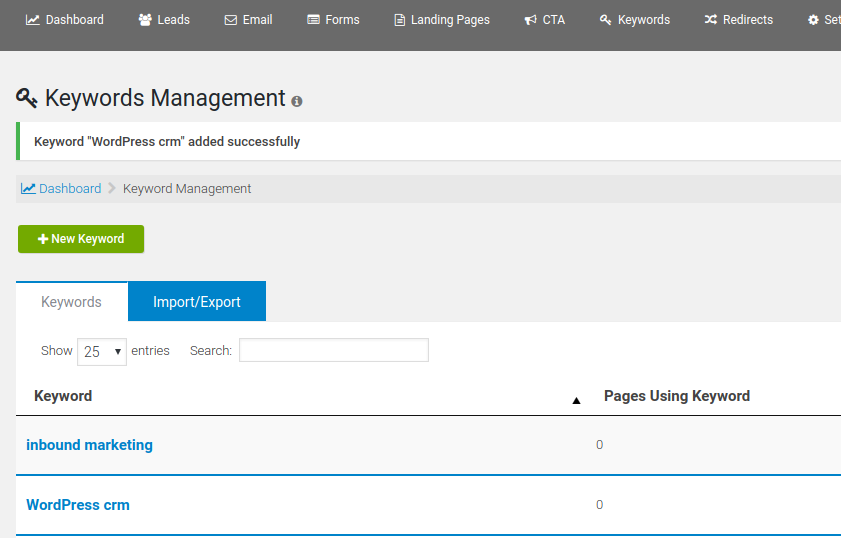 Dashboard Leads Email Forms Landing Pages CTA Keywords Redirects Set
Keywords Management
Keyword "WordPress crm" added successfully
Dashboard Keyword Management
New Keyword
Keywords Import/Export
Show 25 entries Search:
Keyword Pages Using Keyword
inbound marketing 0
WordPress crm 0